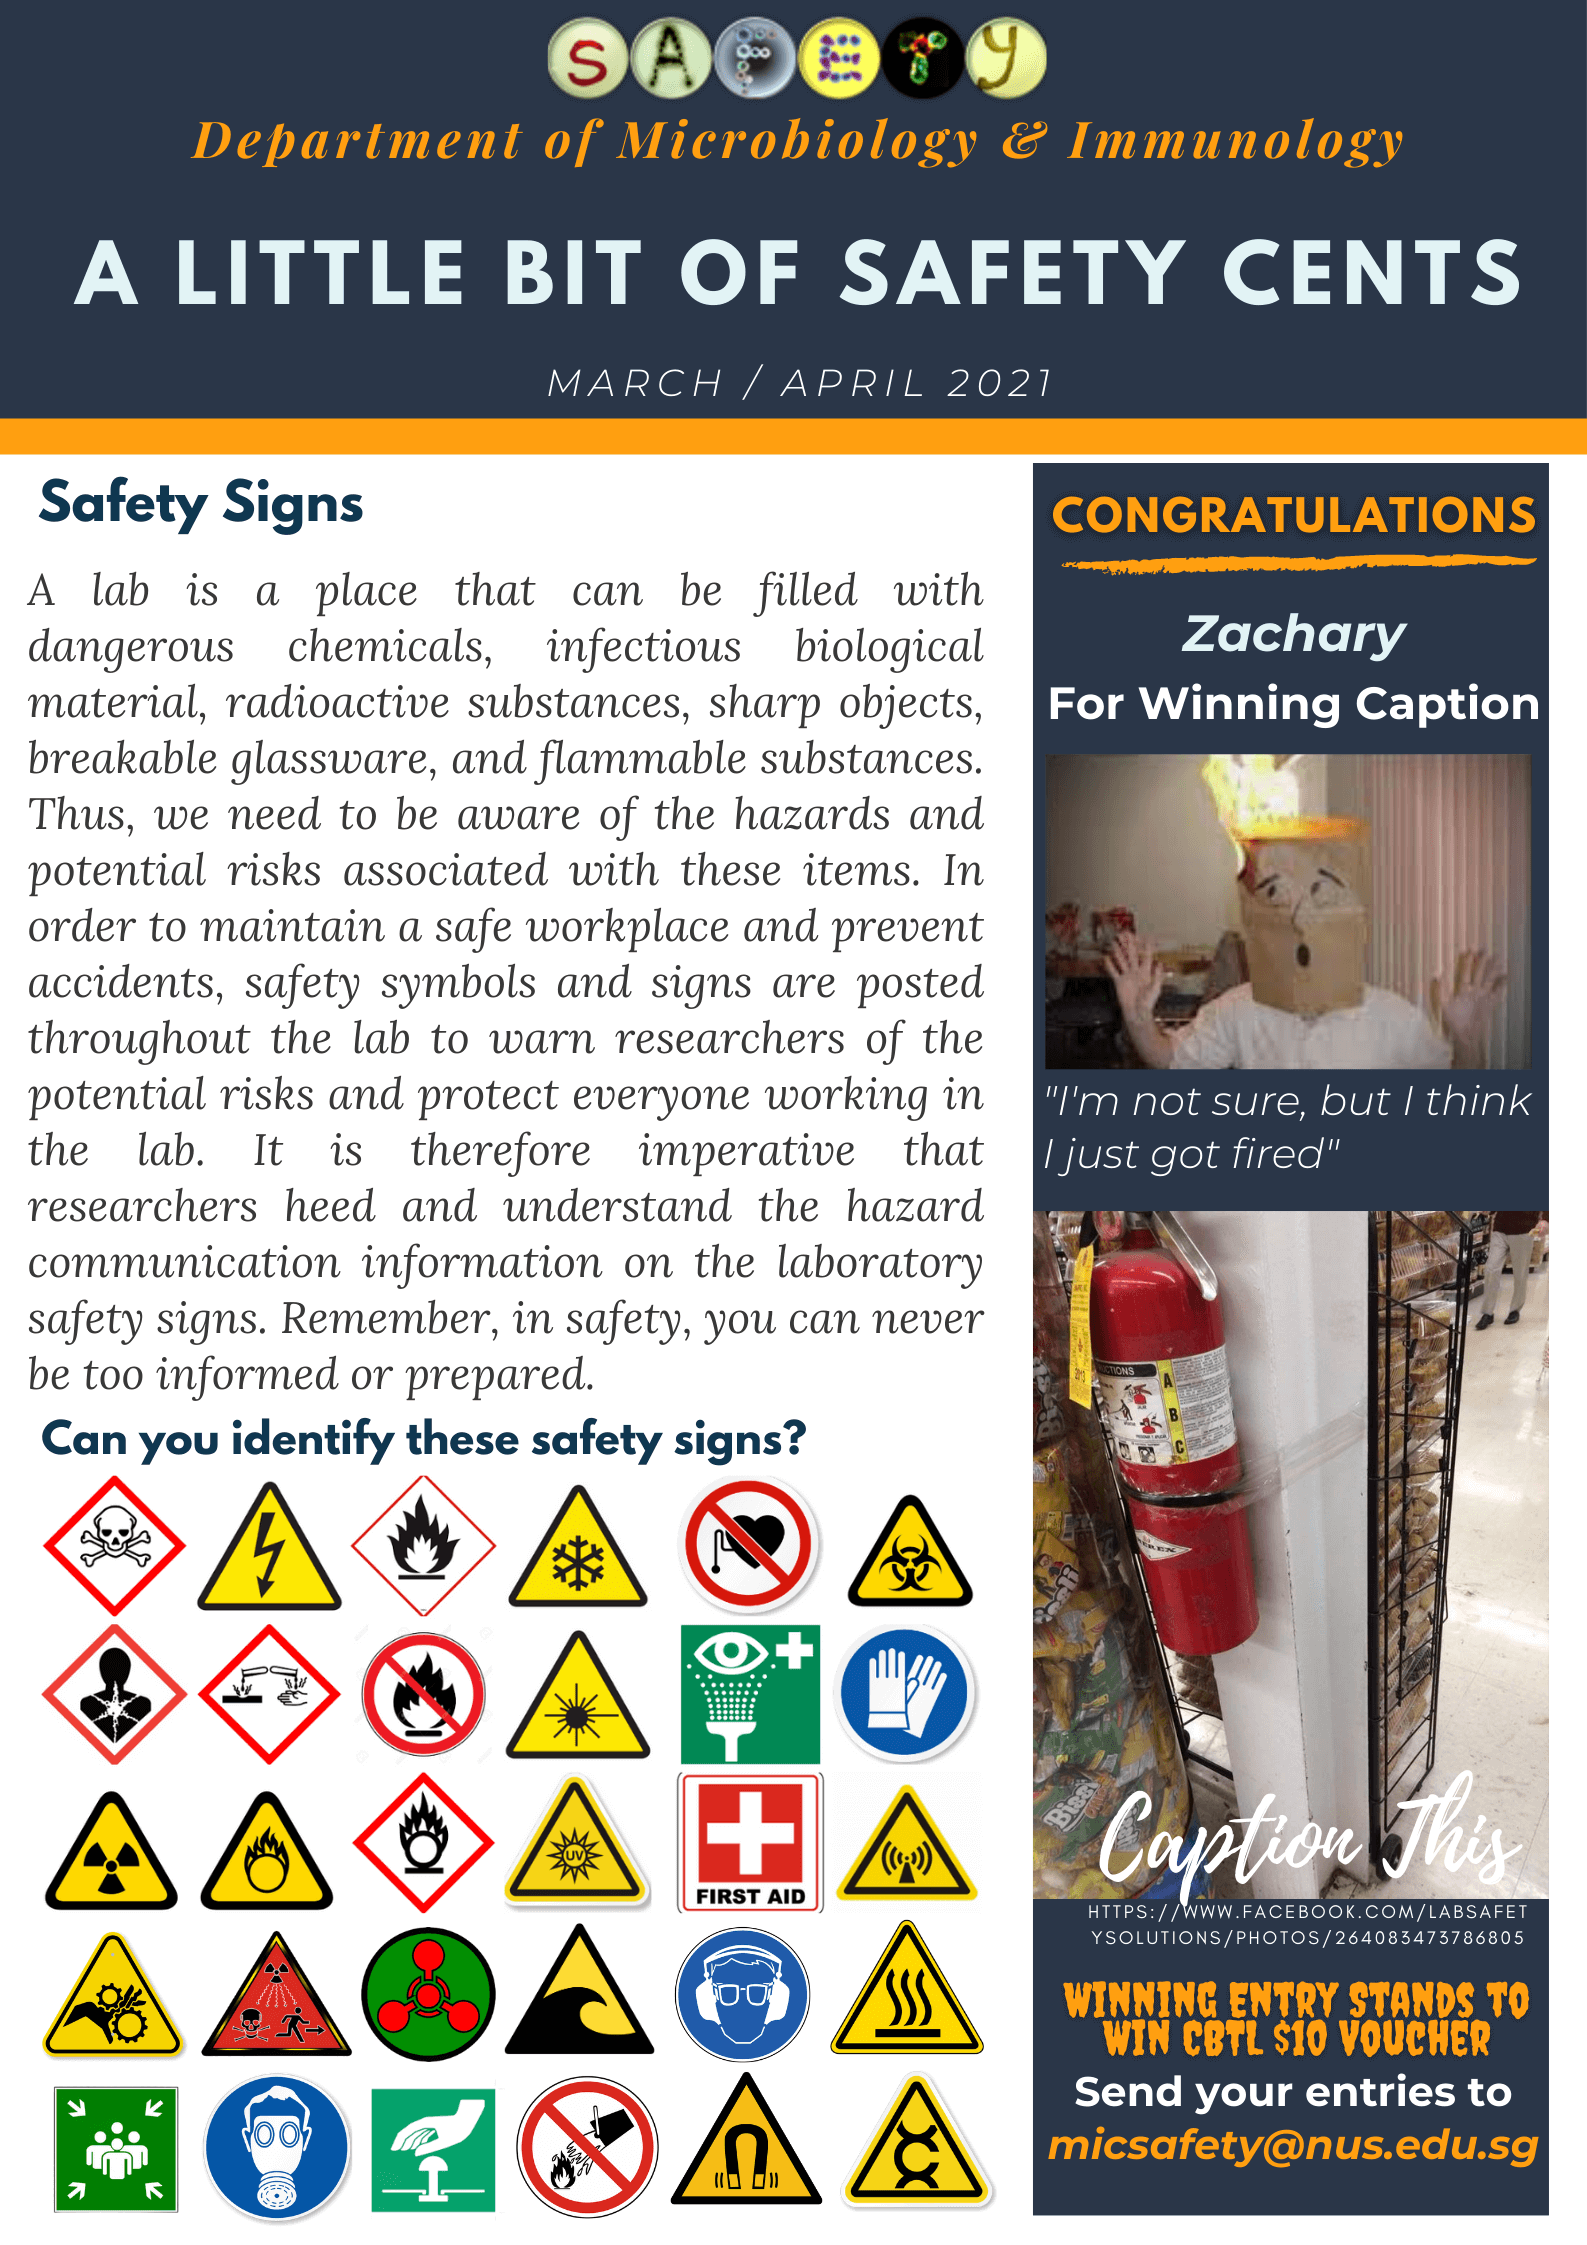 SAFETY
Department of Microbiology & Immunology
A LITTLE BIT OF SAFETY CENTS
MARCH / APRIL 2021
Safety Signs
A lab is a place that can be filled with
dangerous chemicals, infectious biological
material, radioactive substances, sharp objects,
breakable glassware, and flammable substances.
Thus, we need to be aware of the hazards and
potential risks associated with these items. In
order to maintain a safe workplace and prevent
accidents, safety symbols and signs are posted
throughout the lab to warn researchers of the
potential risks and protect everyone working in
the lab. It is therefore imperative that
researchers heed and understand the hazard
communication information on the laboratory
safety signs. Remember, in safety, you can never
be too informed or prepared.
Can you identify these safety signs?
UV
FIRST AID
CONGRATULATIONS
Zachary
For Winning Caption
"I'm not sure, but I think
I just got fired"
2013
A
B
C
Caption This
HTTPS://WWW.FACEBOOK.COM/LABSAFET
YSOLUTIONS/PHOTOS/264083473786805
WINNING ENTRY STANDS TO
WIN CBTL $10 VOUCHER
Send your entries to
micsafety@nus.edu.sg